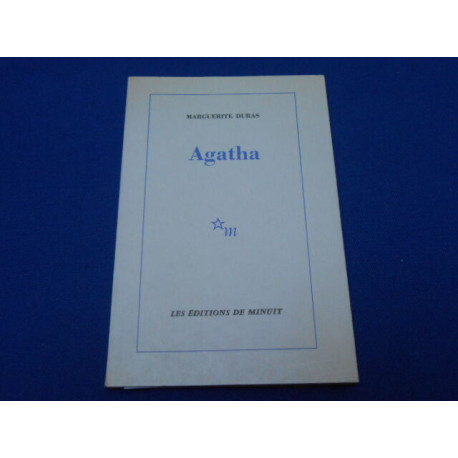 MARGUERITE DURAS
Agatha
☆m
LES ÉDITIONS DE MINUIT